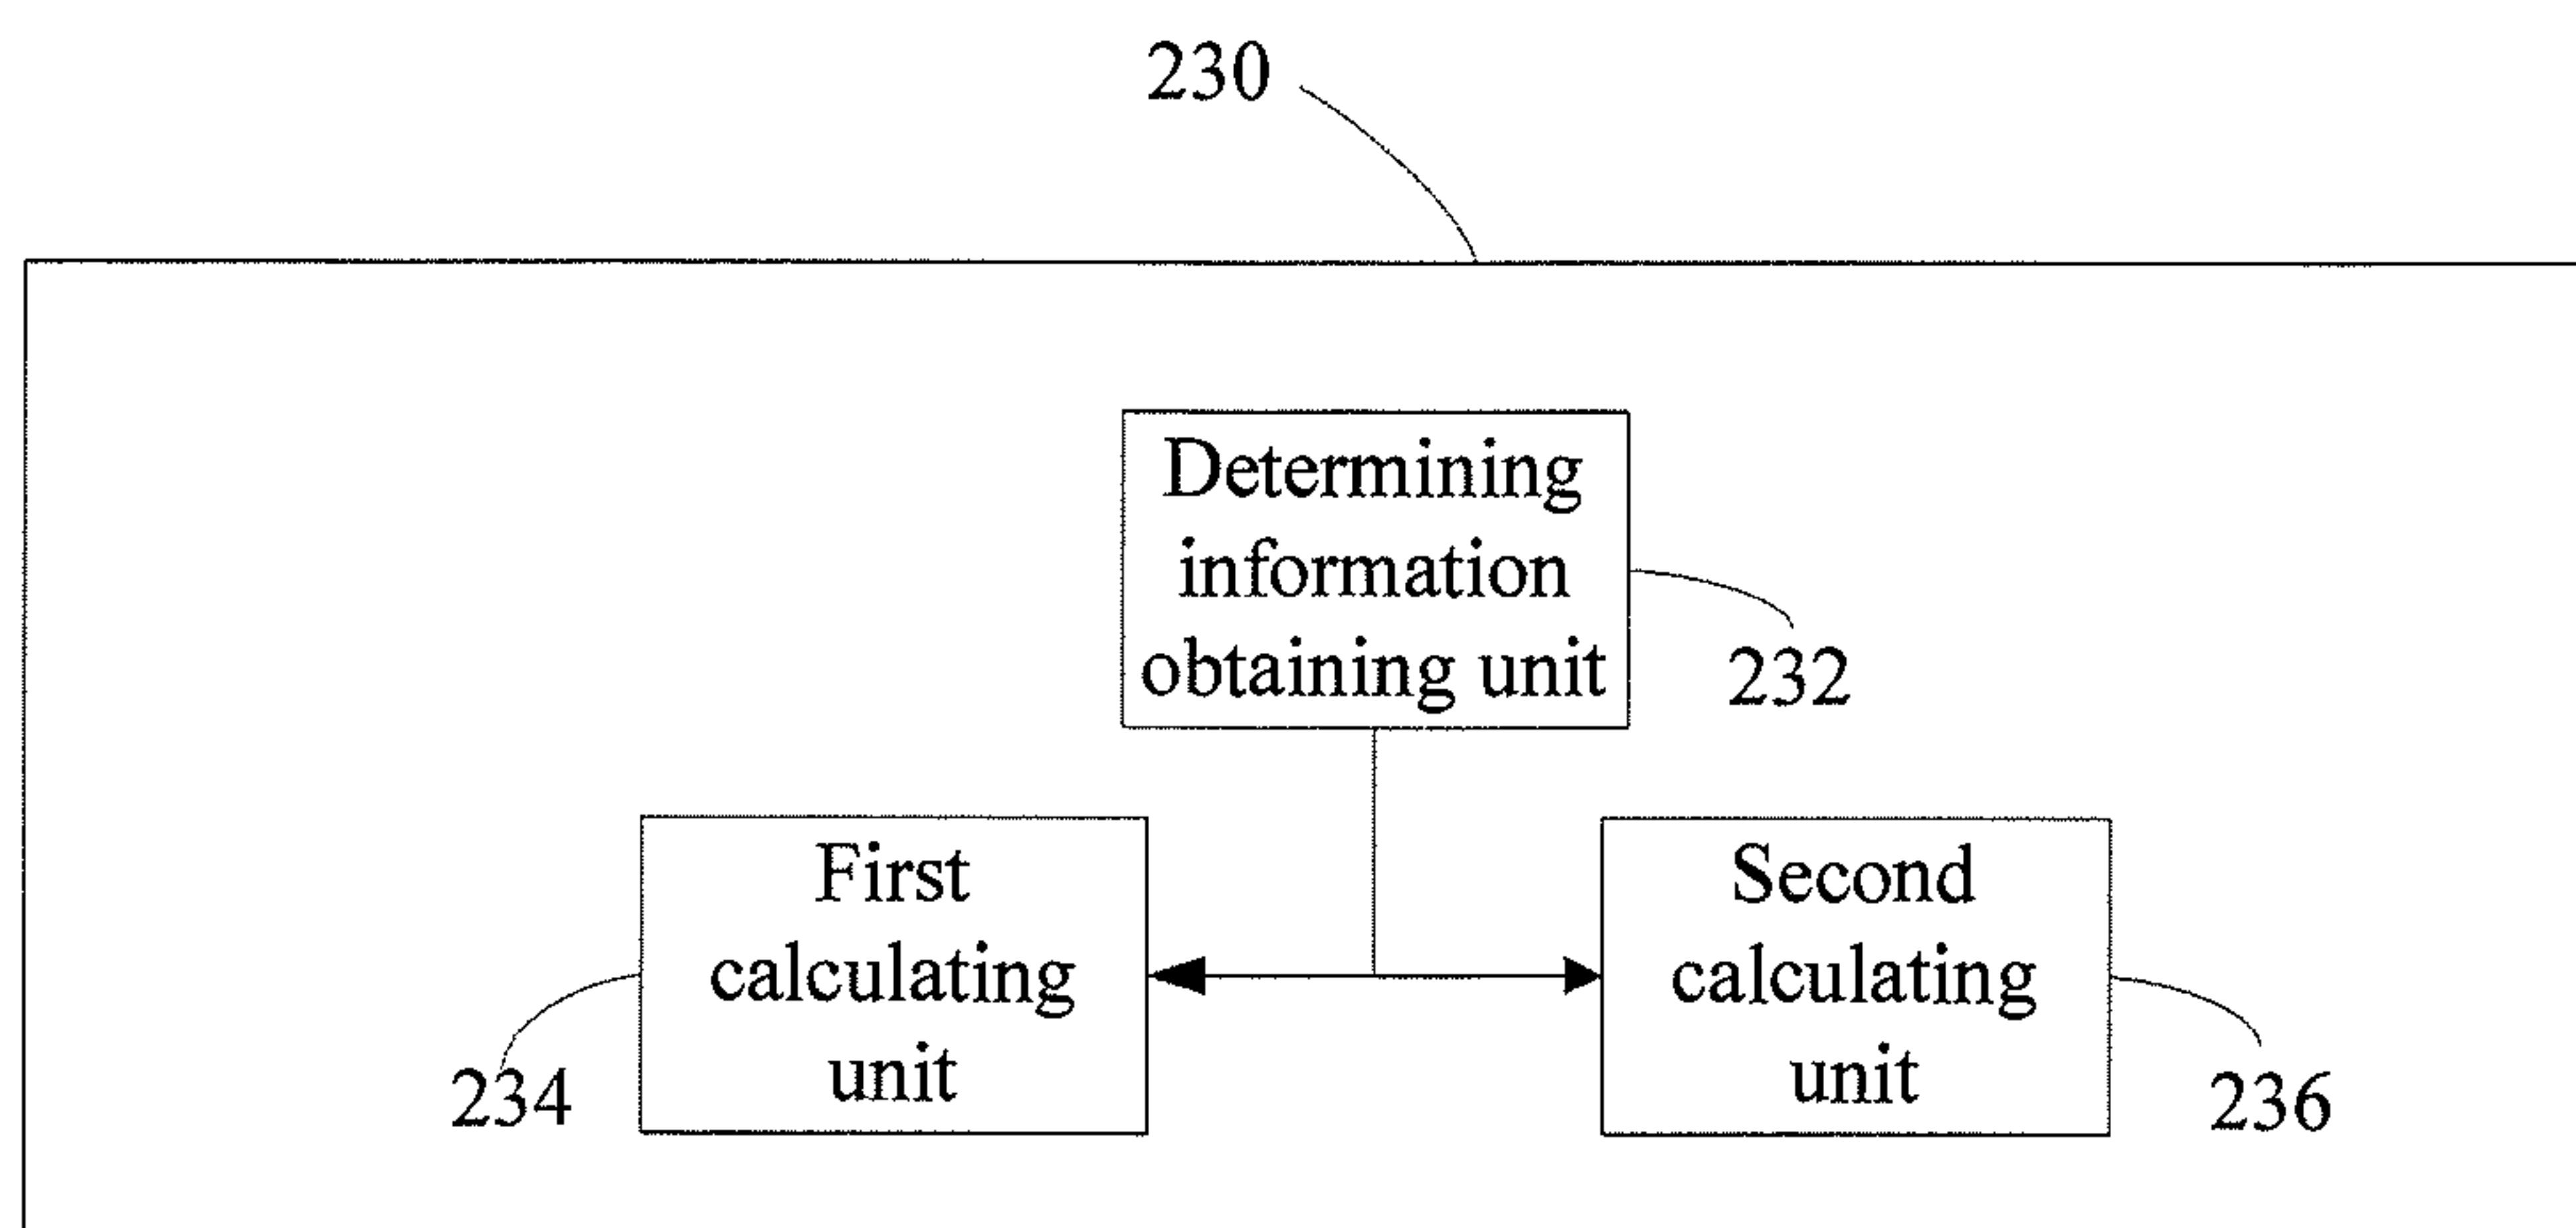 230
Determining
information
obtaining unit
232
First
calculating
unit
234
Second
calculating
unit
236